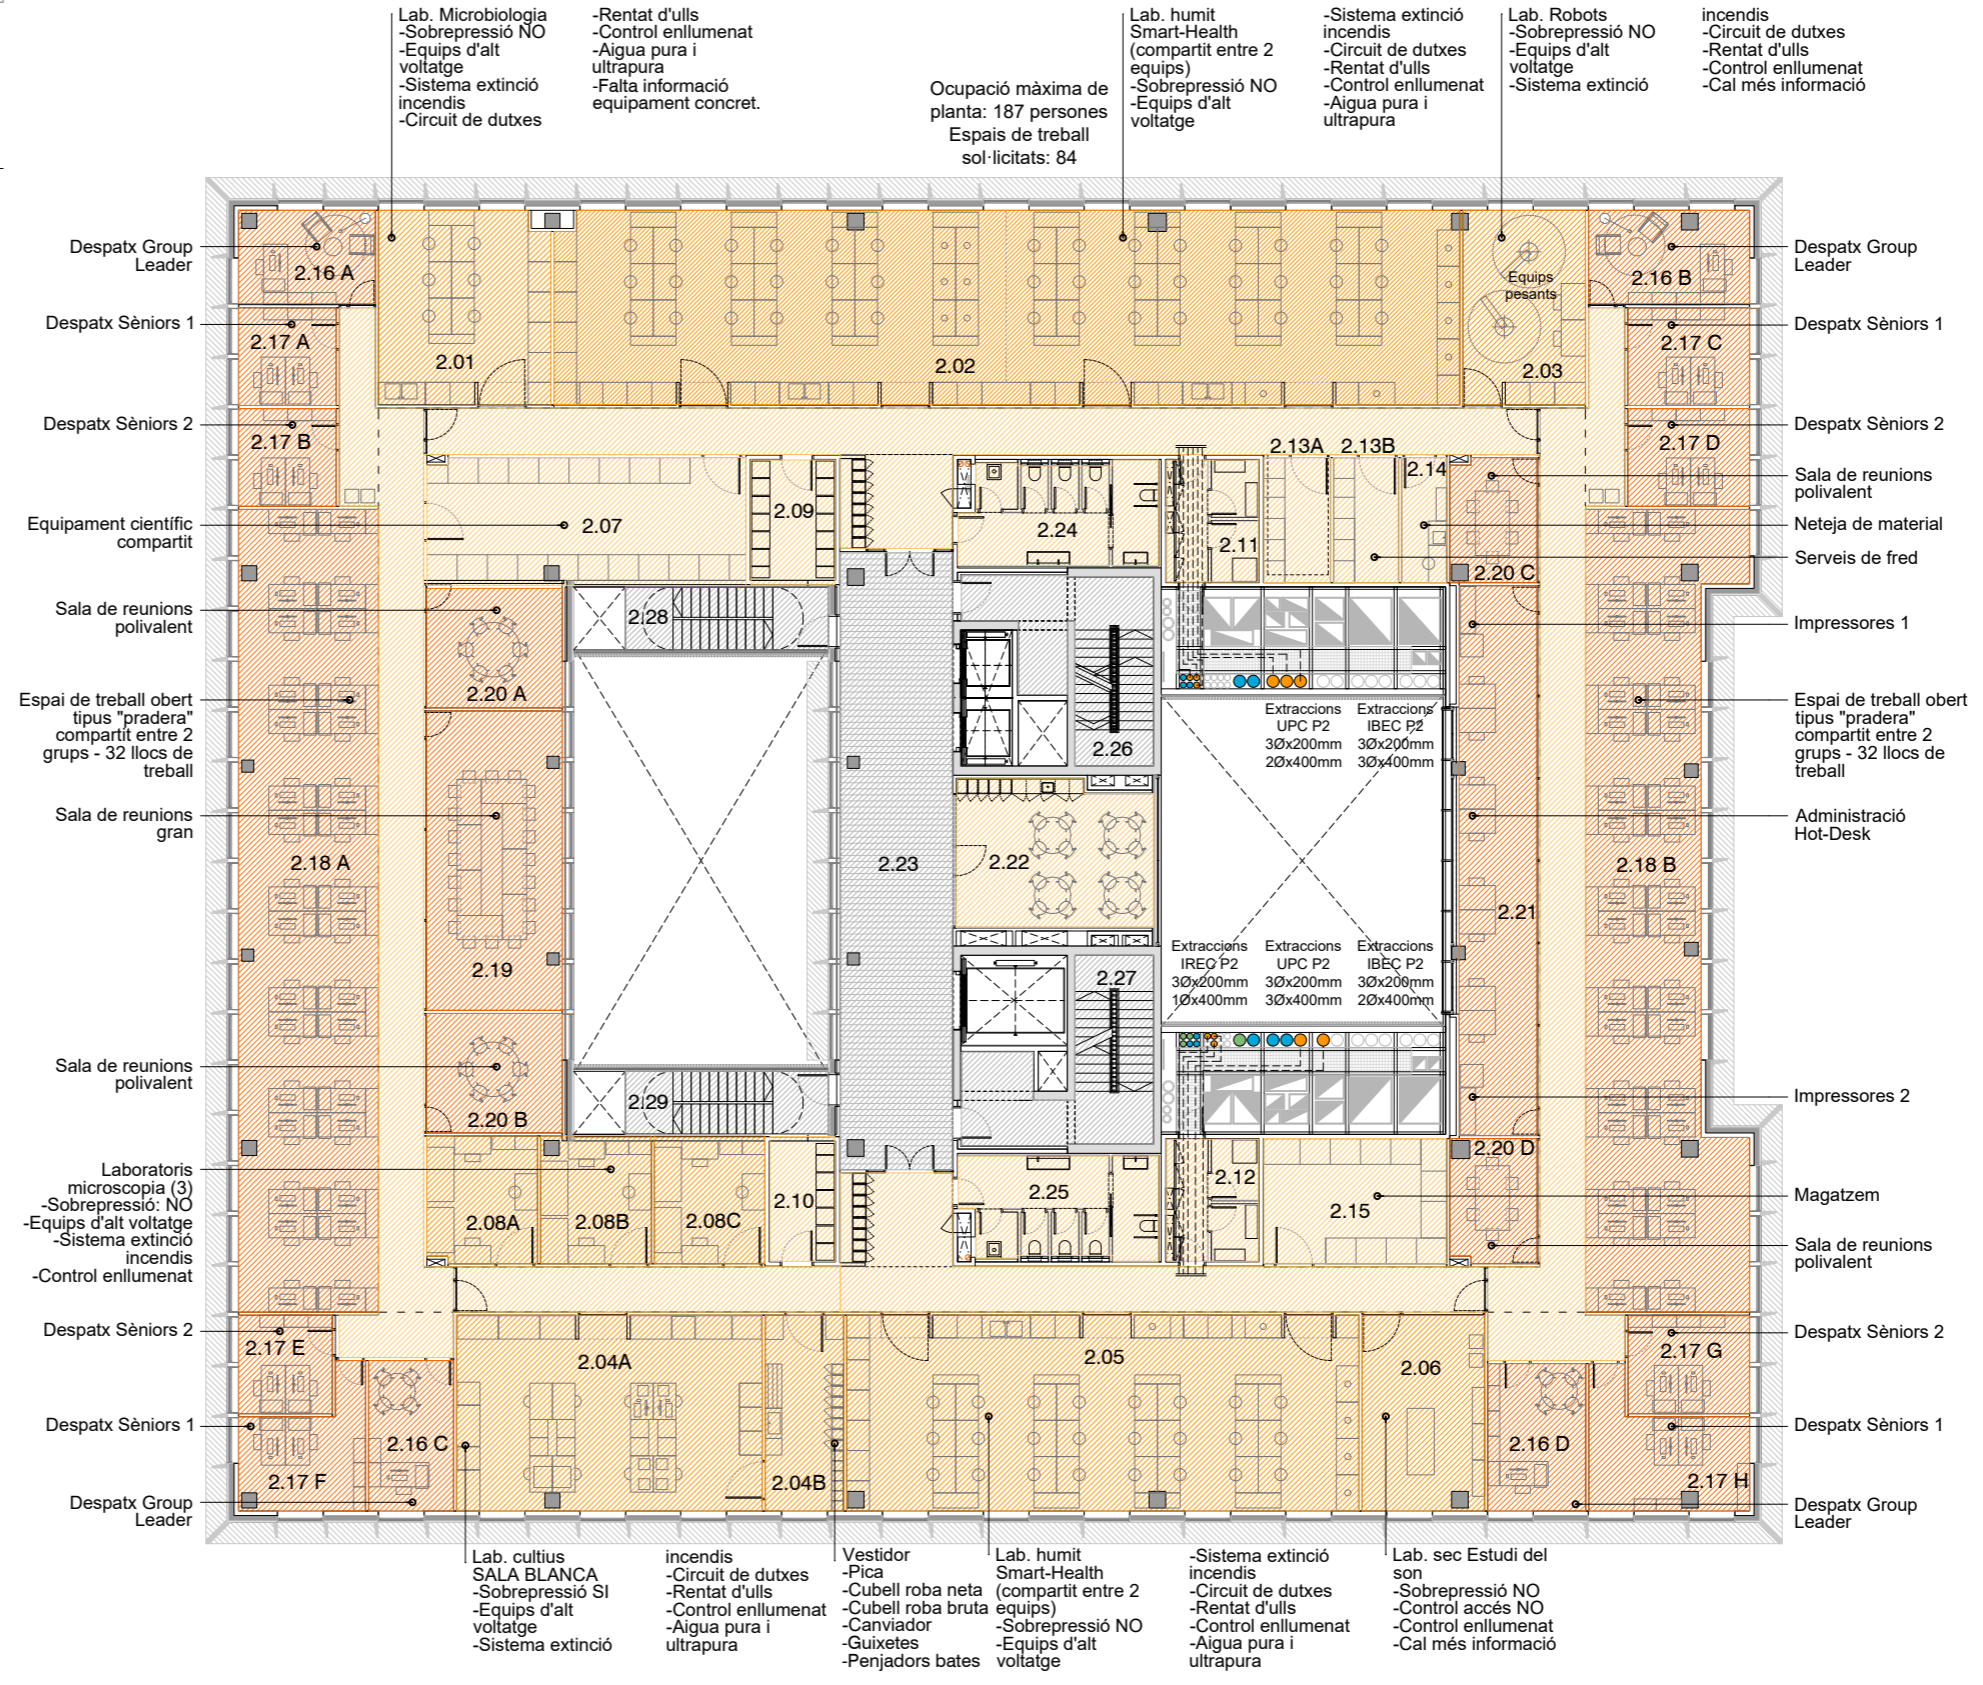 Lab. Microbiologia
-Sobrepressió NO
-Equips d'alt
voltatge
-Sistema extinció
incendis
-Circuit de dutxes
-Rentat d'ulls
-Control enllumenat
-Aigua pura i
ultrapura
-Falta informació
equipament concret.
Ocupació màxima de
planta: 187 persones
Espais de treball
sol·licitats: 84
Lab. humit
Smart-Health
(compartit entre 2
equips)
-Sobrepressió NO
-Equips d'alt
voltatge
-Sistema extinció
incendis
-Circuit de dutxes
-Rentat d'ulls
-Control enllumenat
-Aigua pura i
ultrapura
Lab. Robots
-Sobrepressió NO
-Equips d'alt
voltatge
-Sistema extinció
incendis
-Circuit de dutxes
-Rentat d'ulls
-Control enllumenat
-Cal més informació
Despatx Group
Leader
Despatx Sèniors 1
Despatx Sèniors 2
Equipament científic
compartit
Sala de reunions
polivalent
Espai de treball obert
tipus "pradera"
compartit entre 2
grups - 32 llocs de
treball
Sala de reunions
gran
Sala de reunions
polivalent
Laboratoris
microscopia (3)
-Sobrepressió: NO
-Equips d'alt voltatge
-Sistema extinció
incendis
-Control enllumenat
Despatx Sèniors 2
Despatx Sèniors 1
Despatx Group
Leader
2.16 A
2.17 A
2.17 B
2.01
2.02
Equips
pesants
2.03
2.16 B
2.17 C
2.17 D
2.07
2.09
2.24
2.11
2.13A
2.13B
2.14
2.20 C
2.28
2.20 A
2.26
Extraccions
UPC P2
3Øx200mm
2Øx400mm
Extraccions
IBEC P2
3Øx200mm
3Øx400mm
2.18 A
2.19
2.23
2.22
2.21
2.18 B
Extraccions
IREC P2
3Øx200mm
1Øx400mm
Extraccions
UPC P2
3Øx200mm
3Øx400mm
Extraccions
IBEC P2
3Øx200mm
2Øx400mm
2.27
2.29
2.20 B
2.08A
2.08B
2.08C
2.10
2.25
2.12
2.15
2.20 D
2.17 E
2.17 F
2.16 C
2.04A
2.04B
2.05
2.06
2.16 D
2.17 G
2.17 H
Despatx Group
Leader
Despatx Sèniors 1
Despatx Sèniors 2
Sala de reunions
polivalent
Neteja de material
Serveis de fred
Impressores 1
Espai de treball obert
tipus "pradera"
compartit entre 2
grups - 32 llocs de
treball
Administració
Hot-Desk
Impressores 2
Magatzem
Sala de reunions
polivalent
Despatx Sèniors 2
Despatx Sèniors 1
Despatx Group
Leader
Lab. cultius
SALA BLANCA
-Sobrepressió SI
-Equips d'alt
voltatge
-Sistema extinció
incendis
-Circuit de dutxes
-Rentat d'ulls
-Control enllumenat
-Aigua pura i
ultrapura
Vestidor
-Pica
-Cubell roba neta
-Cubell roba bruta
-Canviador
-Guixetes
-Penjadors bates
Lab. humit
Smart-Health
(compartit entre 2
equips)
-Sobrepressió NO
-Equips d'alt
voltatge
-Sistema extinció
incendis
-Circuit de dutxes
-Rentat d'ulls
-Control enllumenat
-Aigua pura i
ultrapura
Lab. sec Estudi del
son
-Sobrepressió NO
-Control accés NO
-Control enllumenat
-Cal més informació